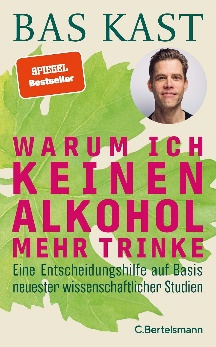 BAS KAST
SPIEGEL
Bestseller
WARUM ICH
KEINEN
ALKOHOL
MEHR TRINKE
Eine Entscheidungshilfe auf Basis
neuester wissenschaftlicher Studien
C.Bertelsmann